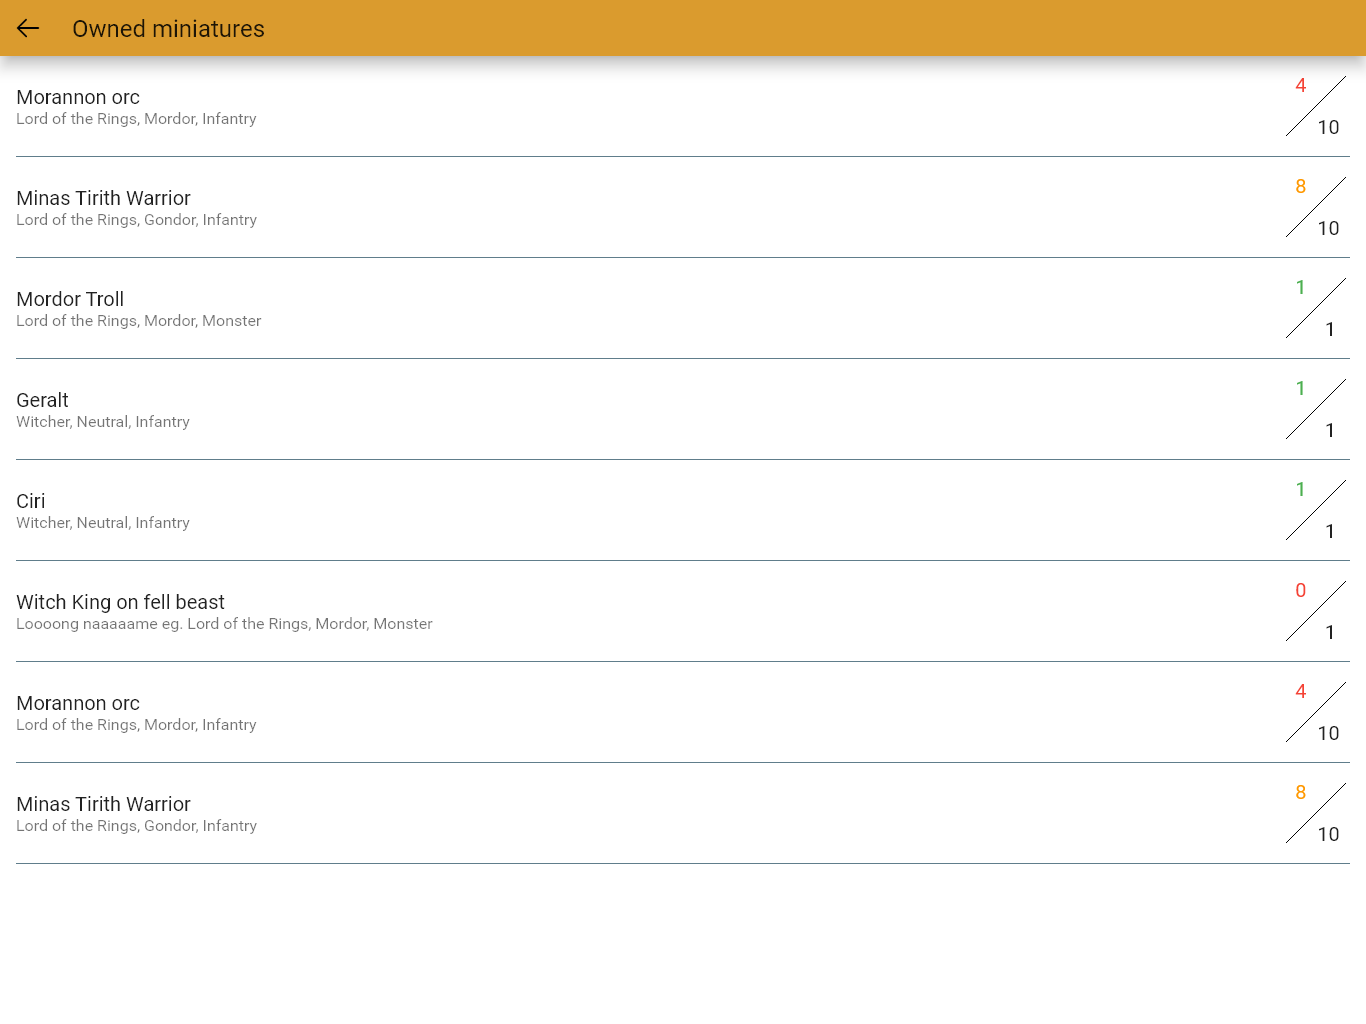 Owned miniatures
Morannon orc
Lord of the Rings, Mordor, Infantry
4
10
Minas Tirith Warrior
Lord of the Rings, Gondor, Infantry
8
10
Mordor Troll
Lord of the Rings, Mordor, Monster
1
1
Geralt
Witcher, Neutral, Infantry
1
1
Ciri
Witcher, Neutral, Infantry
1
1
Witch King on fell beast
Loooong naaaaame eg. Lord of the Rings, Mordor, Monster
0
1
Morannon orc
Lord of the Rings, Mordor, Infantry
4
10
Minas Tirith Warrior
Lord of the Rings, Gondor, Infantry
8
10